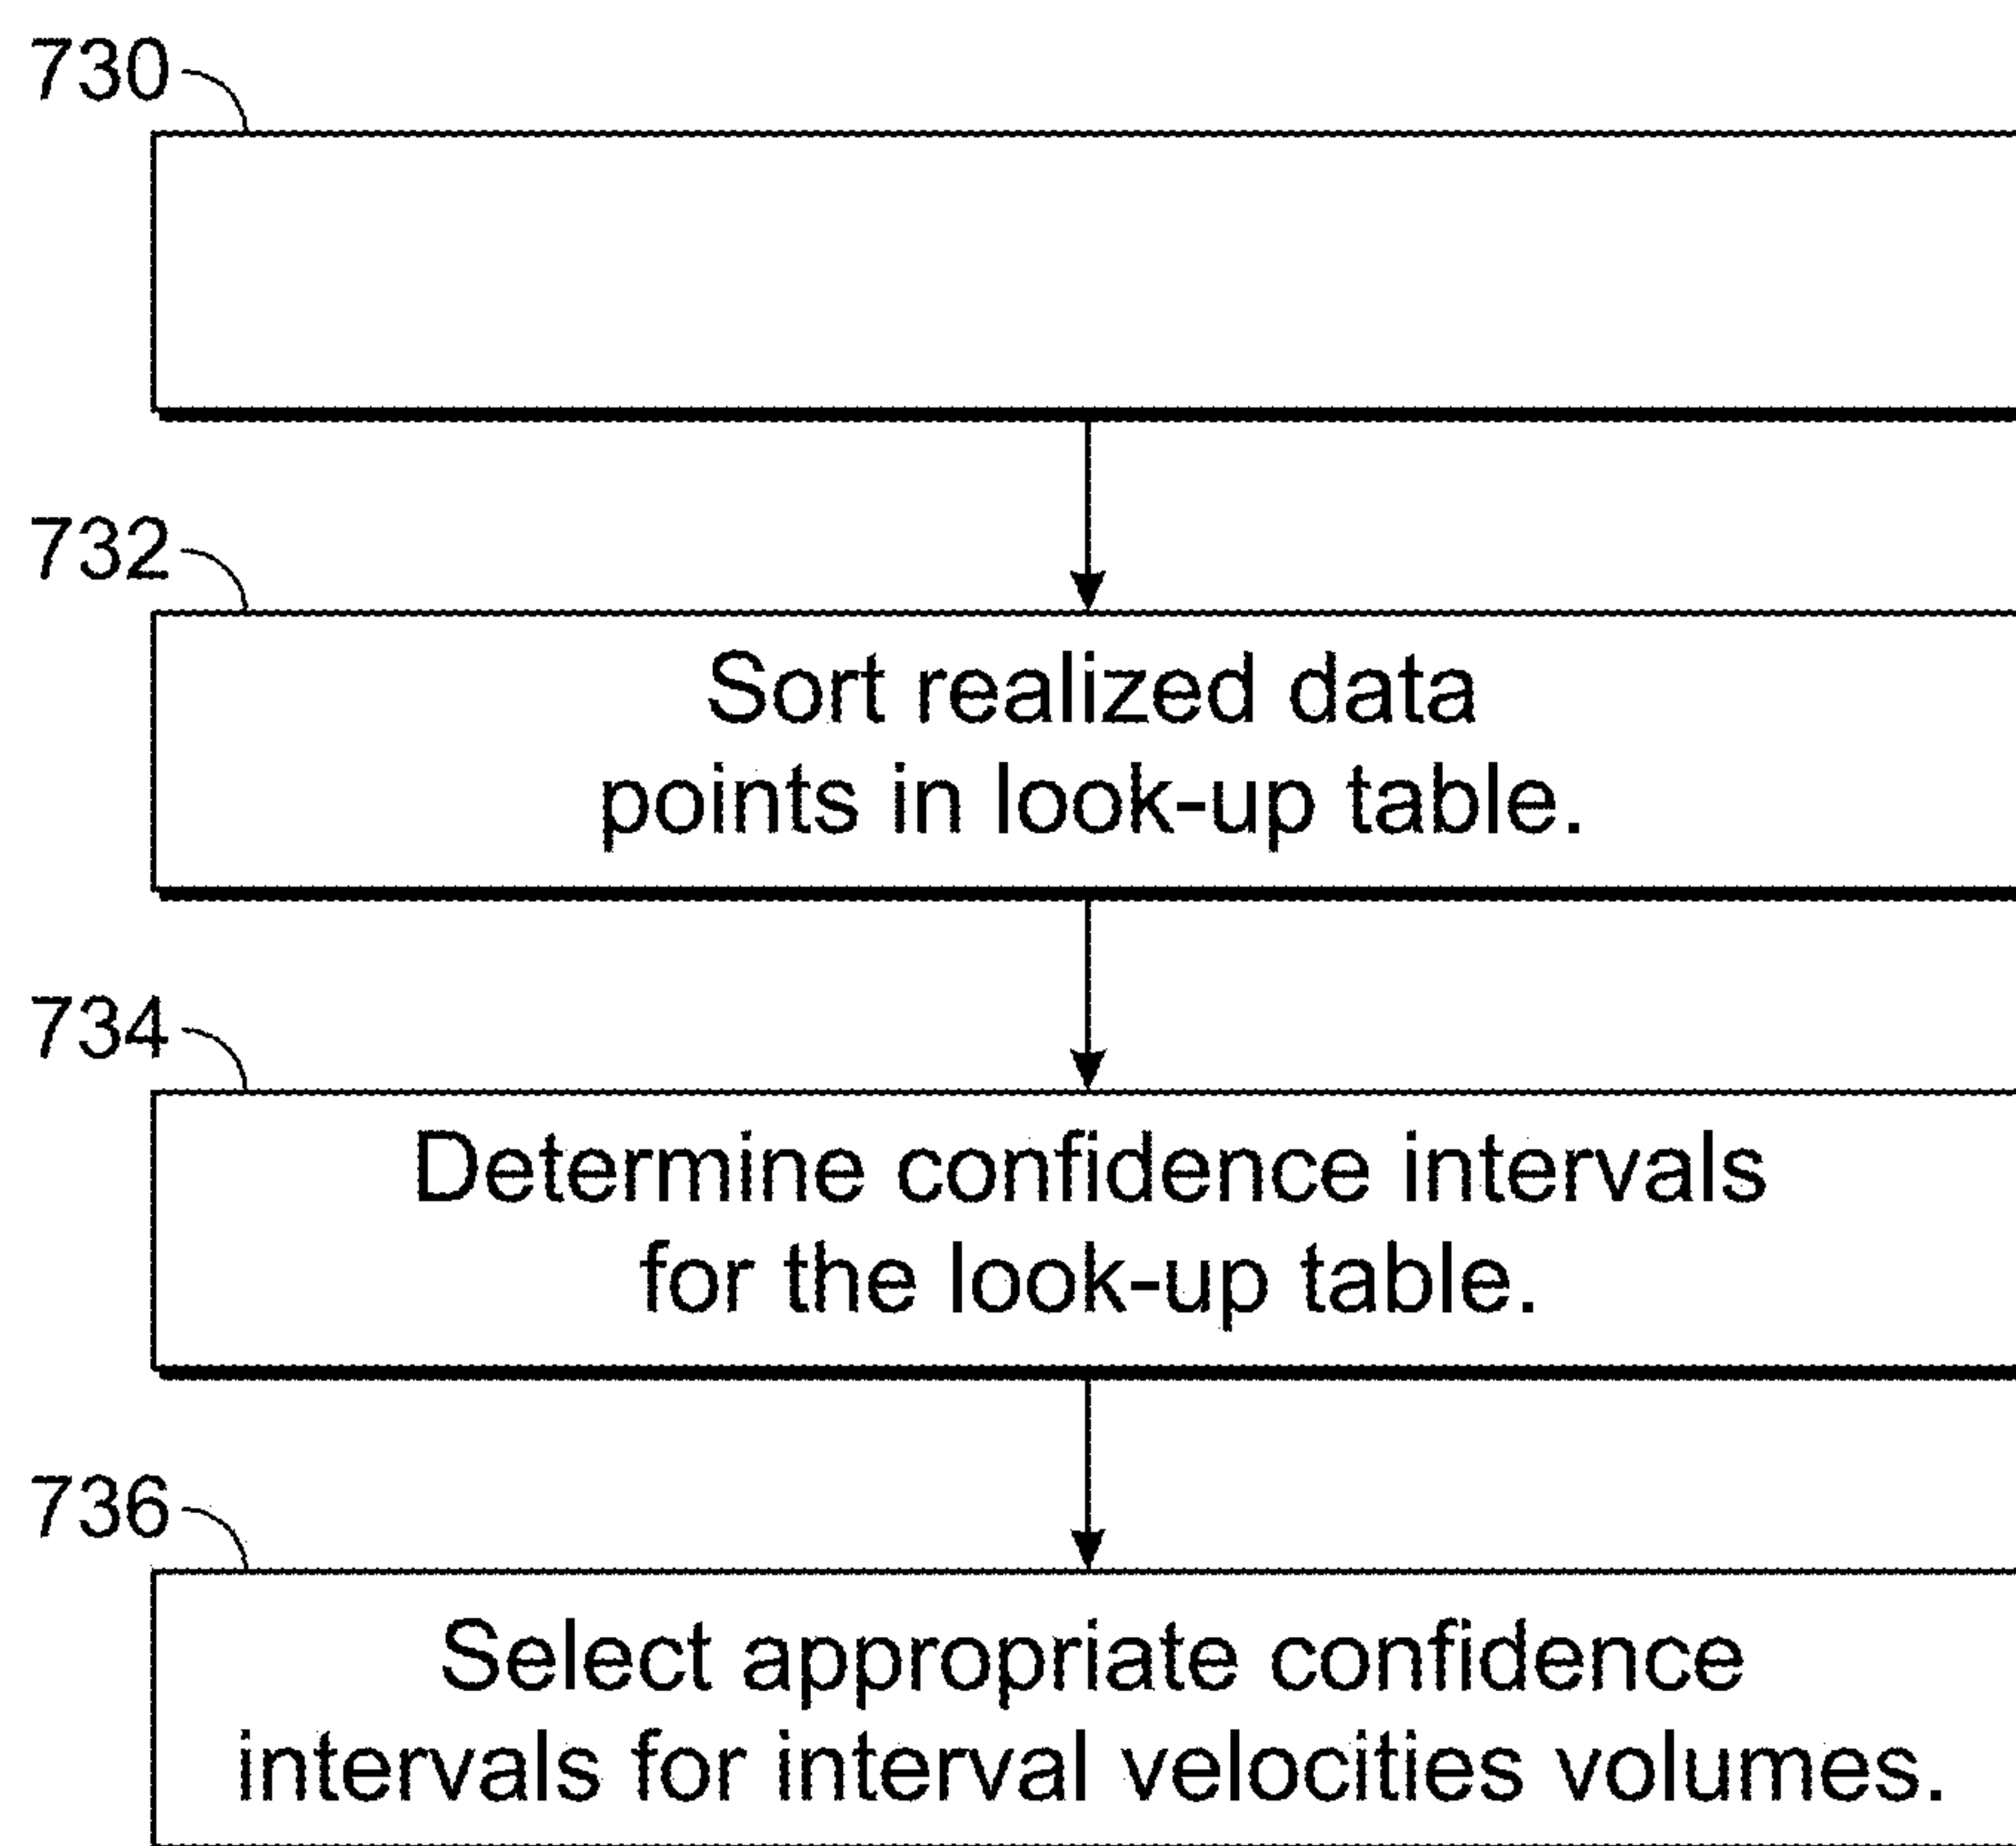 730
732
Sort realized data
points in look-up table.
734
Determine confidence intervals
for the look-up table.
736
Select appropriate confidence
intervals for interval velocities volumes.